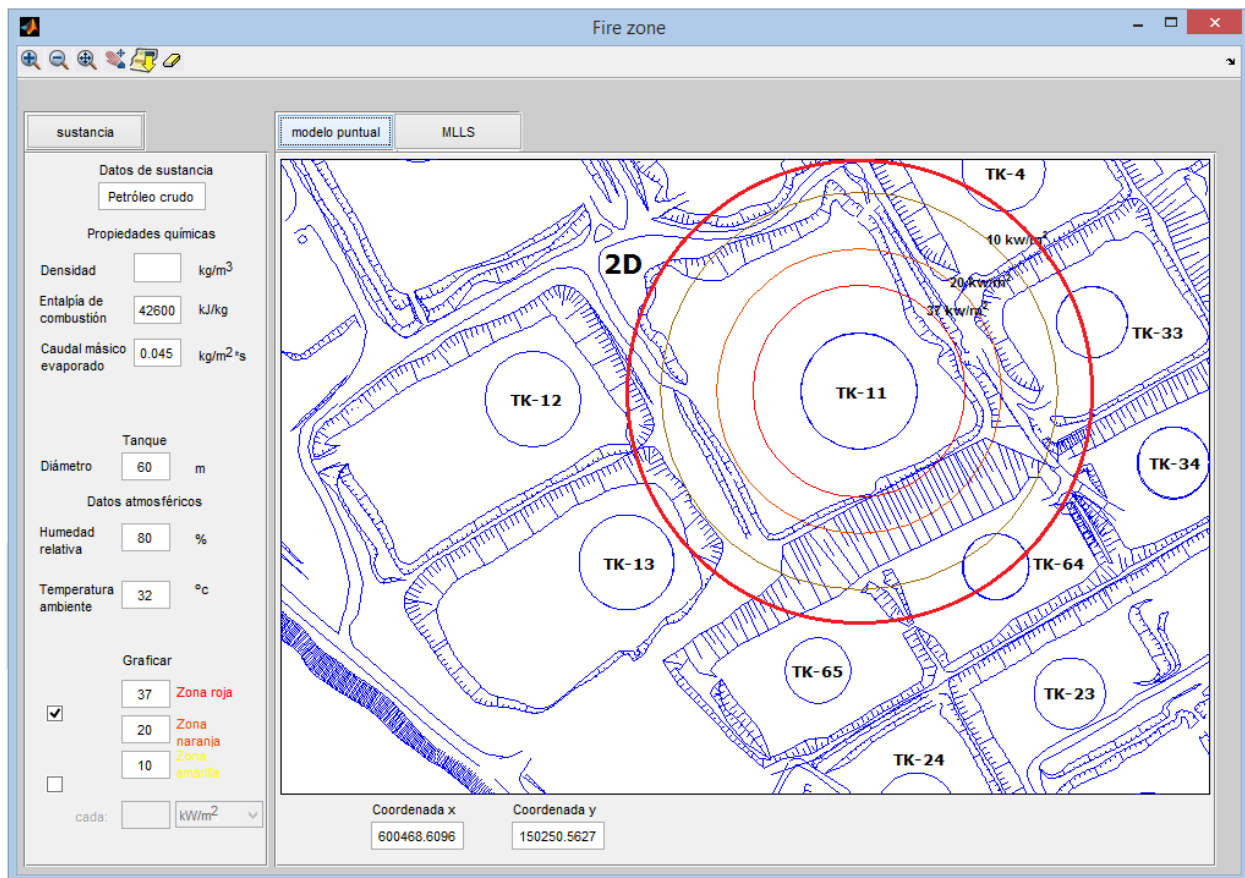 Fire zone
sustancia
modelo puntual
MLLS
Datos de sustancia
Petróleo crudo
Propiedades químicas
Densidad
kg/m3
Entalpía de
combustión
42600
kJ/kg
Caudal másico
evaporado
0.045
kg/m2 *s
Tanque
Diámetro
60
m
Datos atmosféricos
Humedad
relativa
80
%
Temperatura
ambiente
32
ºc
Graficar
37
Zona roja
20
Zona
naranja
10
Zona
amarilla
cada:
kW/m2
TK-4
10 kw/m2
2D
20 kw/m2
37 kw/m2
TK-33
TK-12
TK-11
TK-34
TK-13
TK-64
TK-65
TK-23
TK-24
Coordenada x
Coordenada y
600468.6096
150250.5627